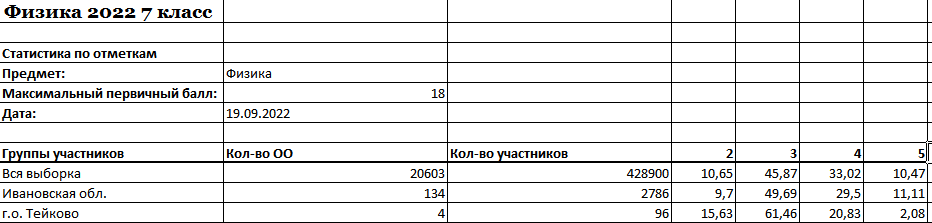 Физика 2022 7 класс
Статистика по отметкам
Предмет: Физика
Максимальный первичный балл: 18
Дата: 19.09.2022
Группы участников Кол-во ОО Кол-во участников 2 3 4 5
Вся выборка 20603 428900 10,65 45,87 33,02 10,47
Ивановская обл. 134 2786 9,7 49,69 29,5 11,11
г.о. Тейково 4 96 15,63 61,46 20,83 2,08